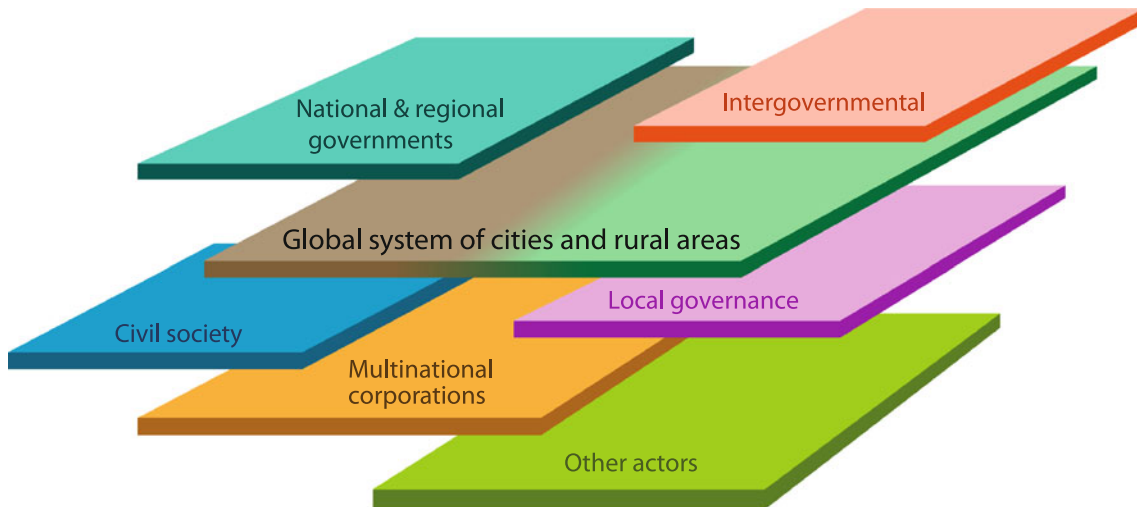 National & regional
governments
Intergovernmental
Global system of cities and rural areas
Local governance
Civil society
Multinational
corporations
Other actors